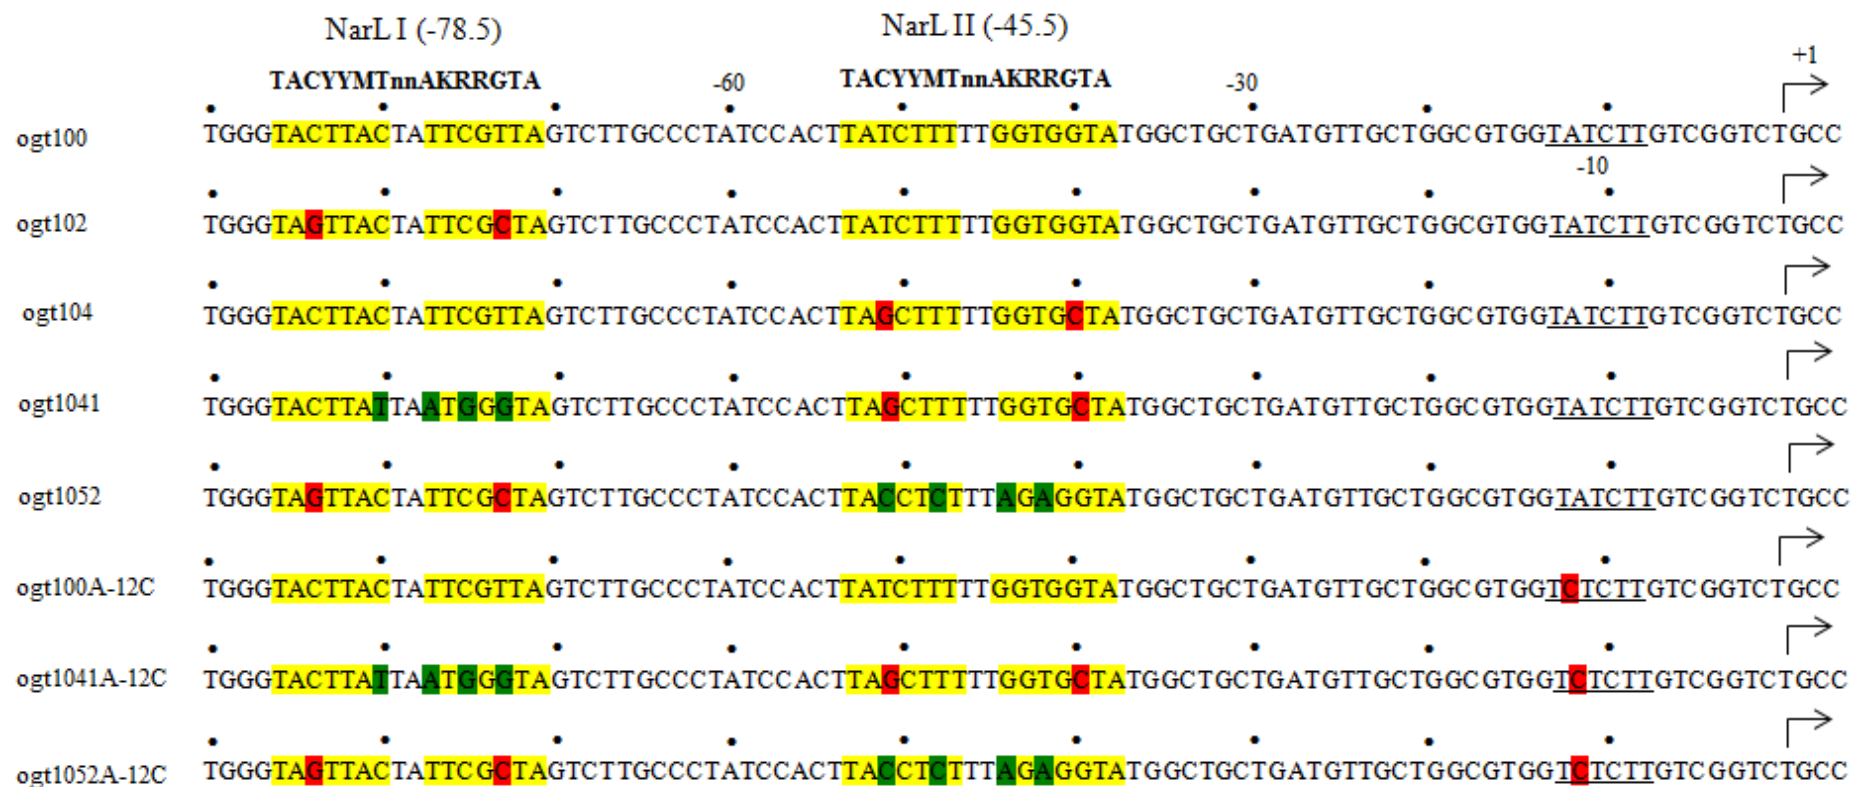 NarL I (-78.5) NarL II (-45.5)
+1
TACYYMTnnAKRRGTA -60 TACYYMTnnAKRRGTA -30
ogt100 TGGGTACTTACTATTCGTTAGTCTTGCCCTATCCACTTATCTTTTTGGTGGTATGGCTGCTGATGTTGCTGGCGTGGTATCTTGTCGGTCTGCC
-10
ogt102 TGGGTAGTTACTATTCGCTAGTCTTGCCCTATCCACTTATCTTTTTGGTGGTATGGCTGCTGATGTTGCTGGCGTGGTATCTTGTCGGTCTGCC
ogt104 TGGGTACTTACTATTCGTTAGTCTTGCCCTATCCACTTAGCTTTTTGGTGCTATGGCTGCTGATGTTGCTGGCGTGGTATCTTGTCGGTCTGCC
ogt1041 TGGGTACTTATTAATGGGTAGTCTTGCCCTATCCACTTAGCTTTTTGGTGCTATGGCTGCTGATGTTGCTGGCGTGGTATCTTGTCGGTCTGCC
ogt1052 TGGGTAGTTACTATTCGCTAGTCTTGCCCTATCCACTTACCTCTTTAGAGGTATGGCTGCTGATGTTGCTGGCGTGGTATCTTGTCGGTCTGCC
ogt100A-12C TGGGTACTTACTATTCGTTAGTCTTGCCCTATCCACTTATCTTTTTGGTGGTATGGCTGCTGATGTTGCTGGCGTGGTCTCTTGTCGGTCTGCC
ogt1041A-12C TGGGTACTTATTAATGGGTAGTCTTGCCCTATCCACTTAGCTTTTTGGTGCTATGGCTGCTGATGTTGCTGGCGTGGTCTCTTGTCGGTCTGCC
ogt1052A-12C TGGGTAGTTACTATTCGCTAGTCTTGCCCTATCCACTTACCTCTTTAGAGGTATGGCTGCTGATGTTGCTGGCGTGGTCTCTTGTCGGTCTGCC